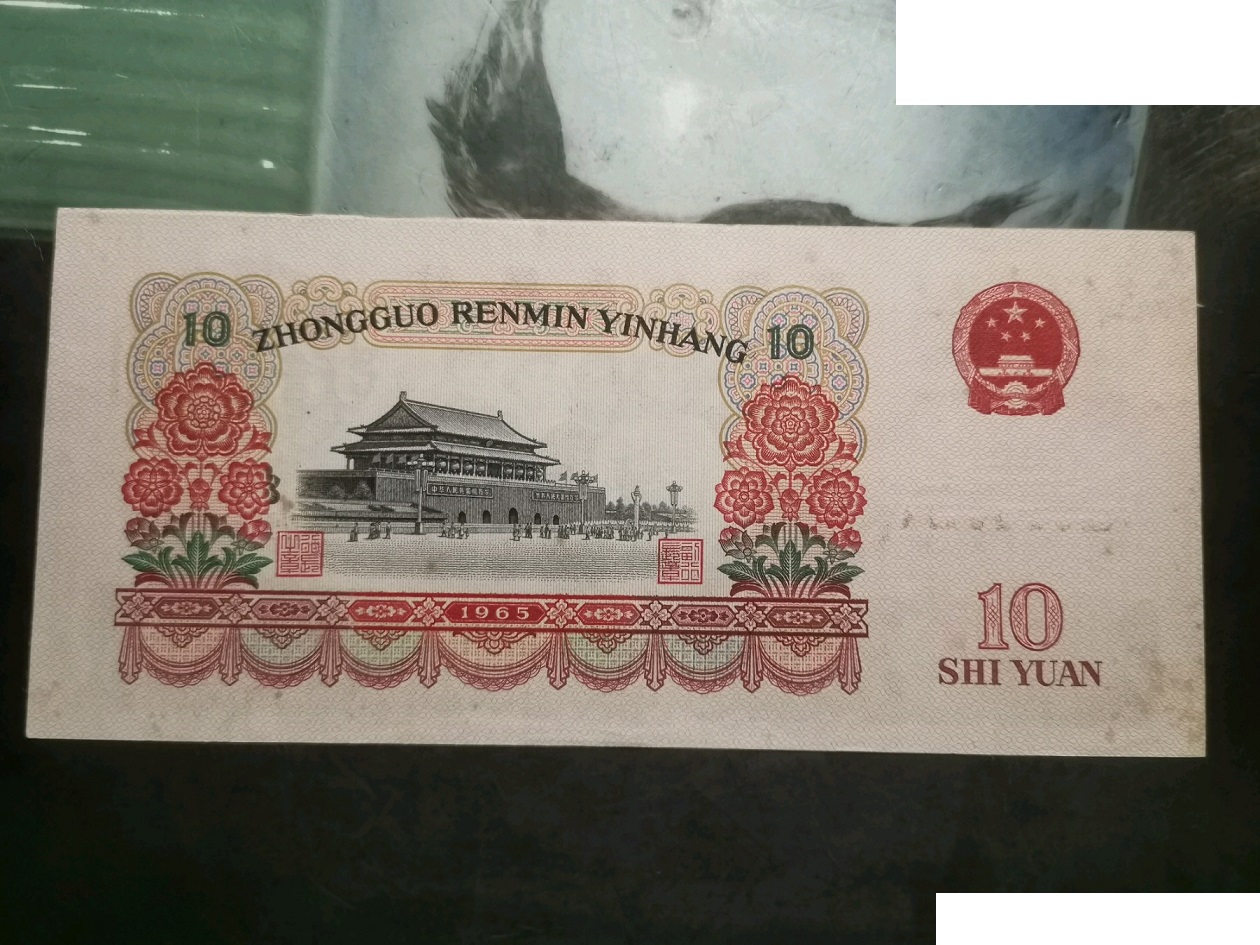 10 ZHONGGUO RENMIN YINHANG 10
1965
10
SHI YUAN